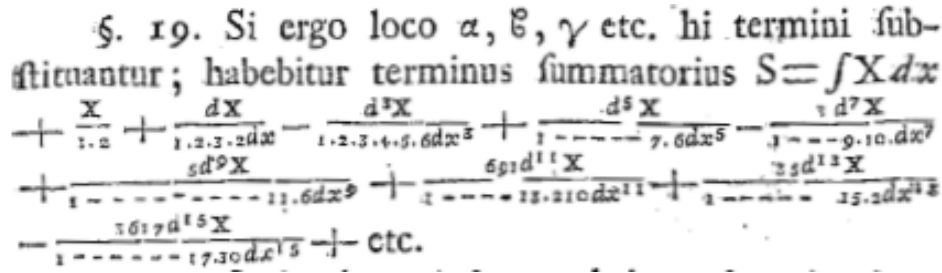 §. 19. Si ergo loco α, ϐ, γ etc. hi termini ſub-
ſtituantur; habebitur terminus ſummatorius S=∫X dx
+ X/1.2 + dX/1.2.3.2dx − d³X/1.2.3.4.5.6dx³ + d⁵X/1-----7.6dx⁵ − 3d⁷X/1---9.10.dx⁷
+ 5d⁹X/1----------11.6dx⁹ + 691d¹¹X/1----13.210dx¹¹ + 35d¹³X/1-----15.2dx¹³
− 3617d¹⁵X/1-------17.30dx¹⁵ + etc.